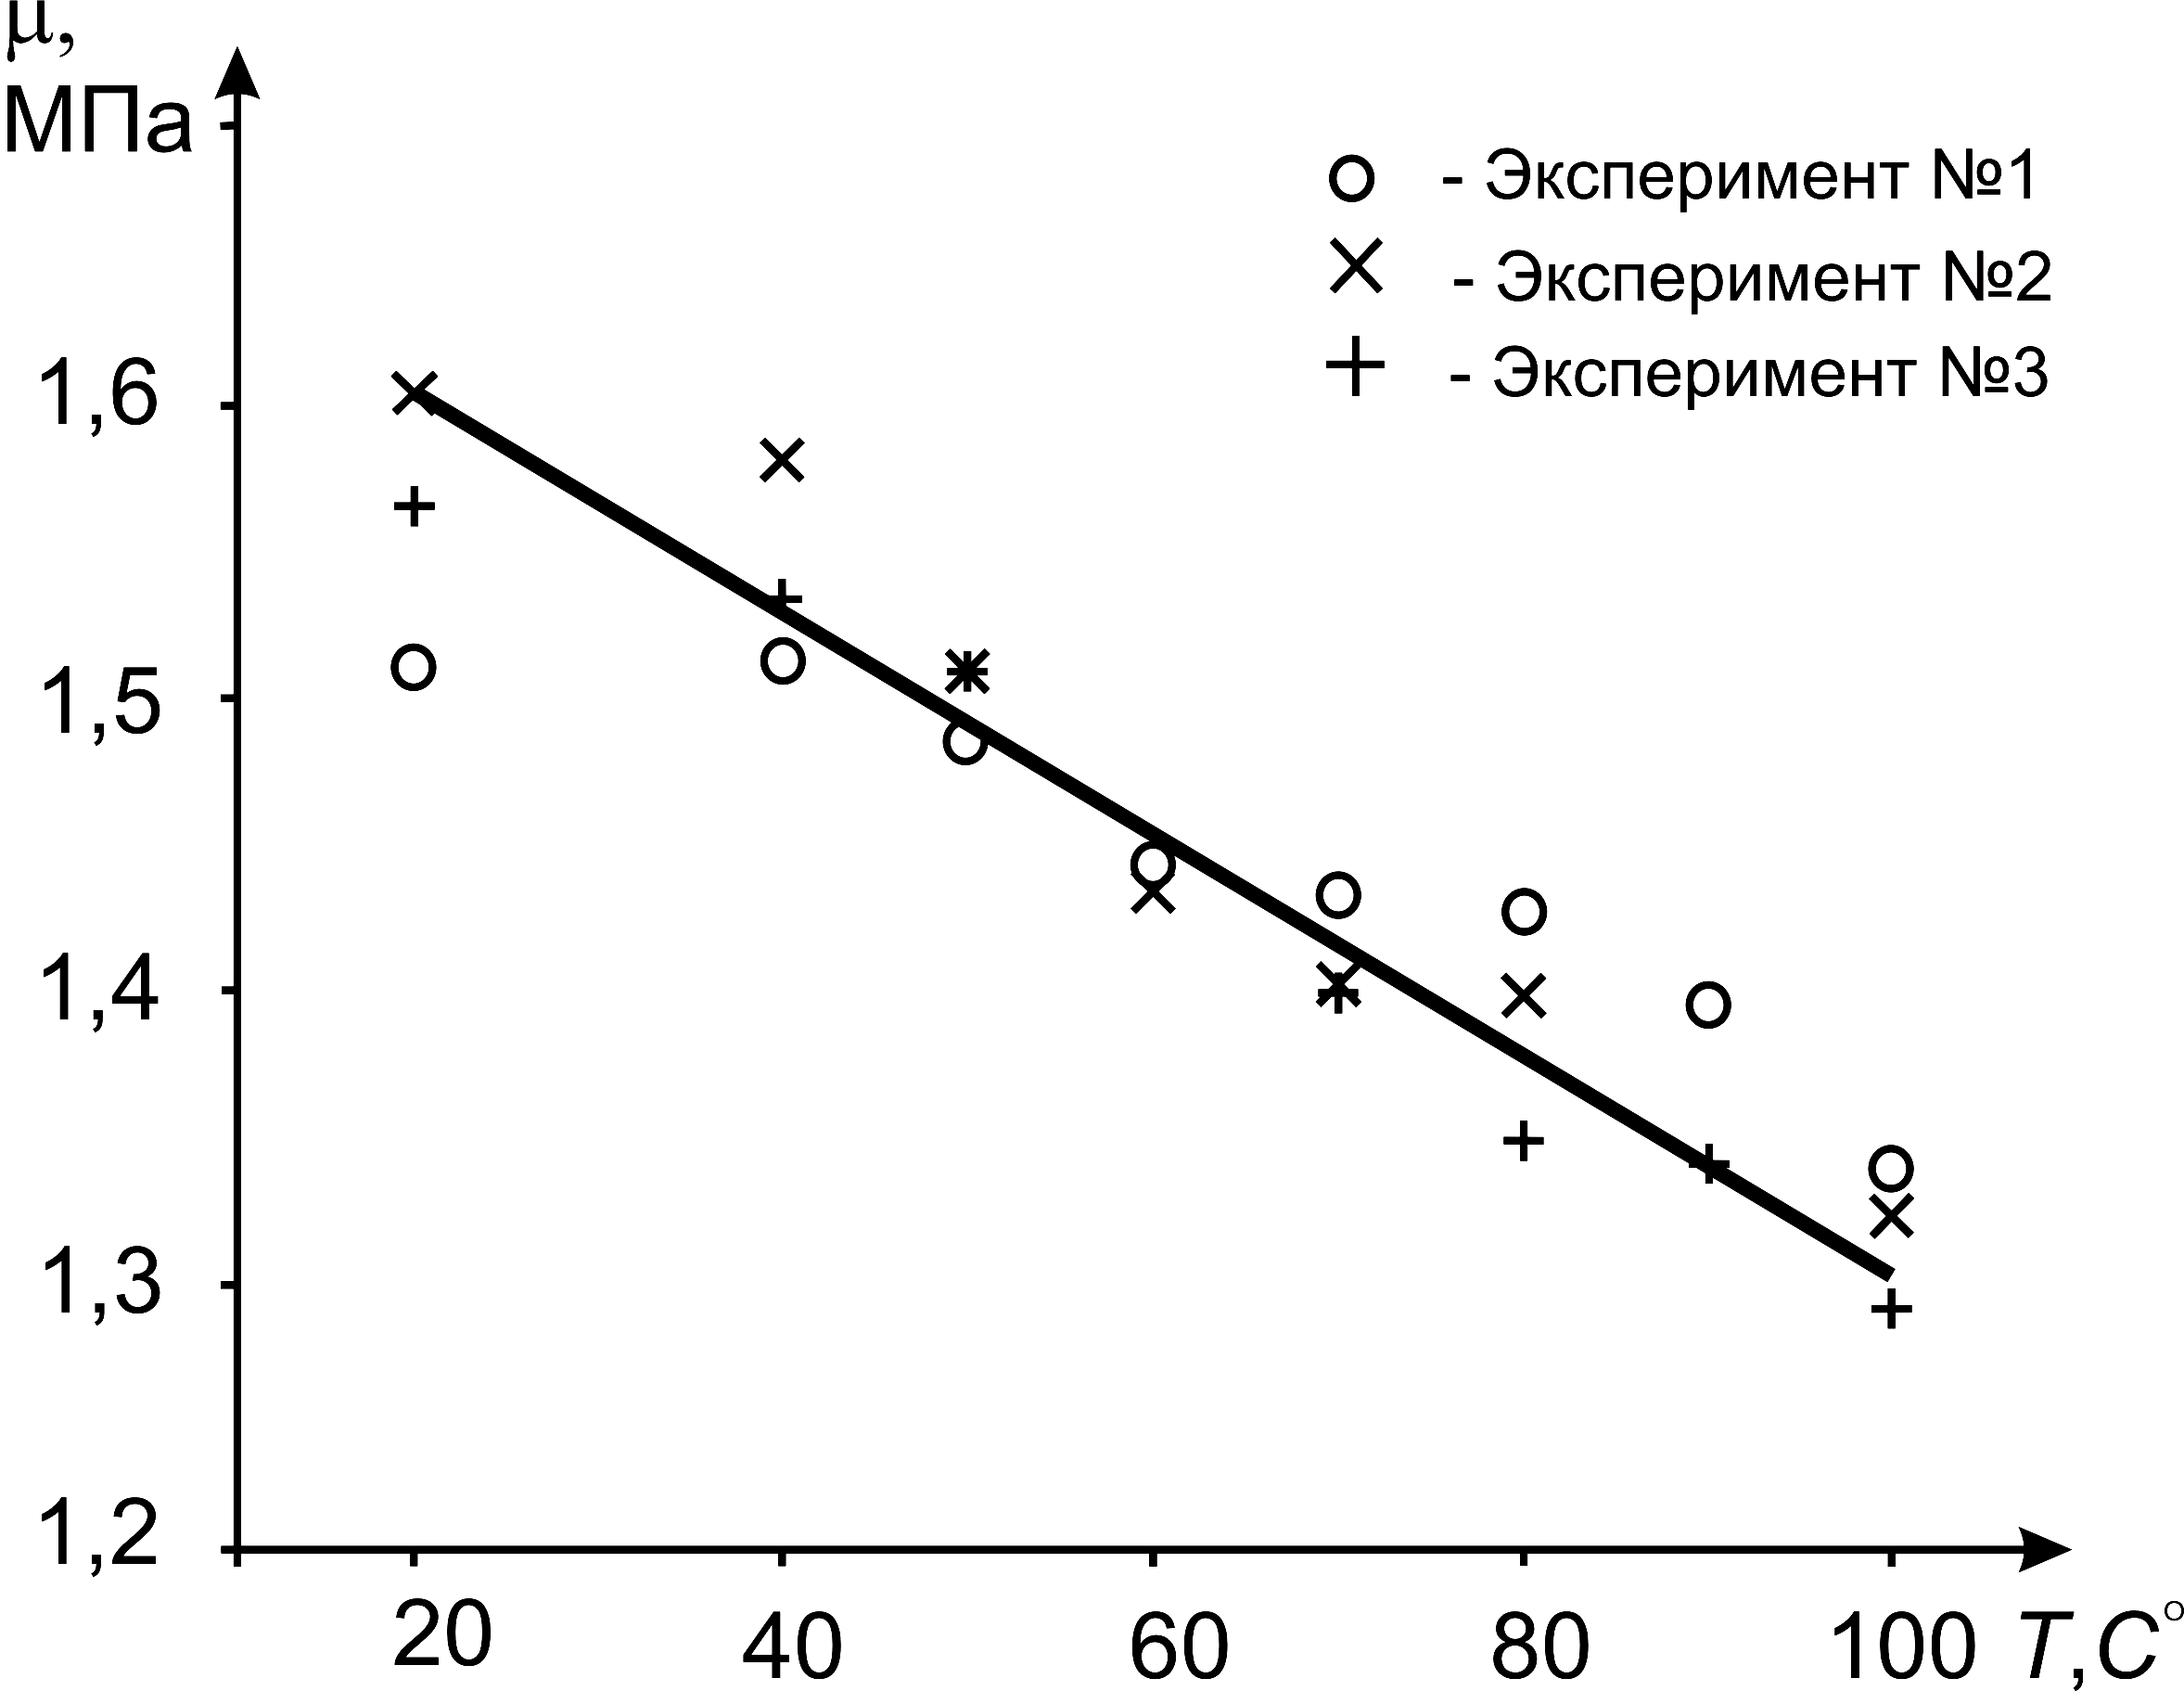 μ,
МПа
- Эксперимент №1
- Эксперимент №2
- Эксперимент №3
1,6
1,5
1,4
1,3
1,2
20 40 60 80 100 T,C°